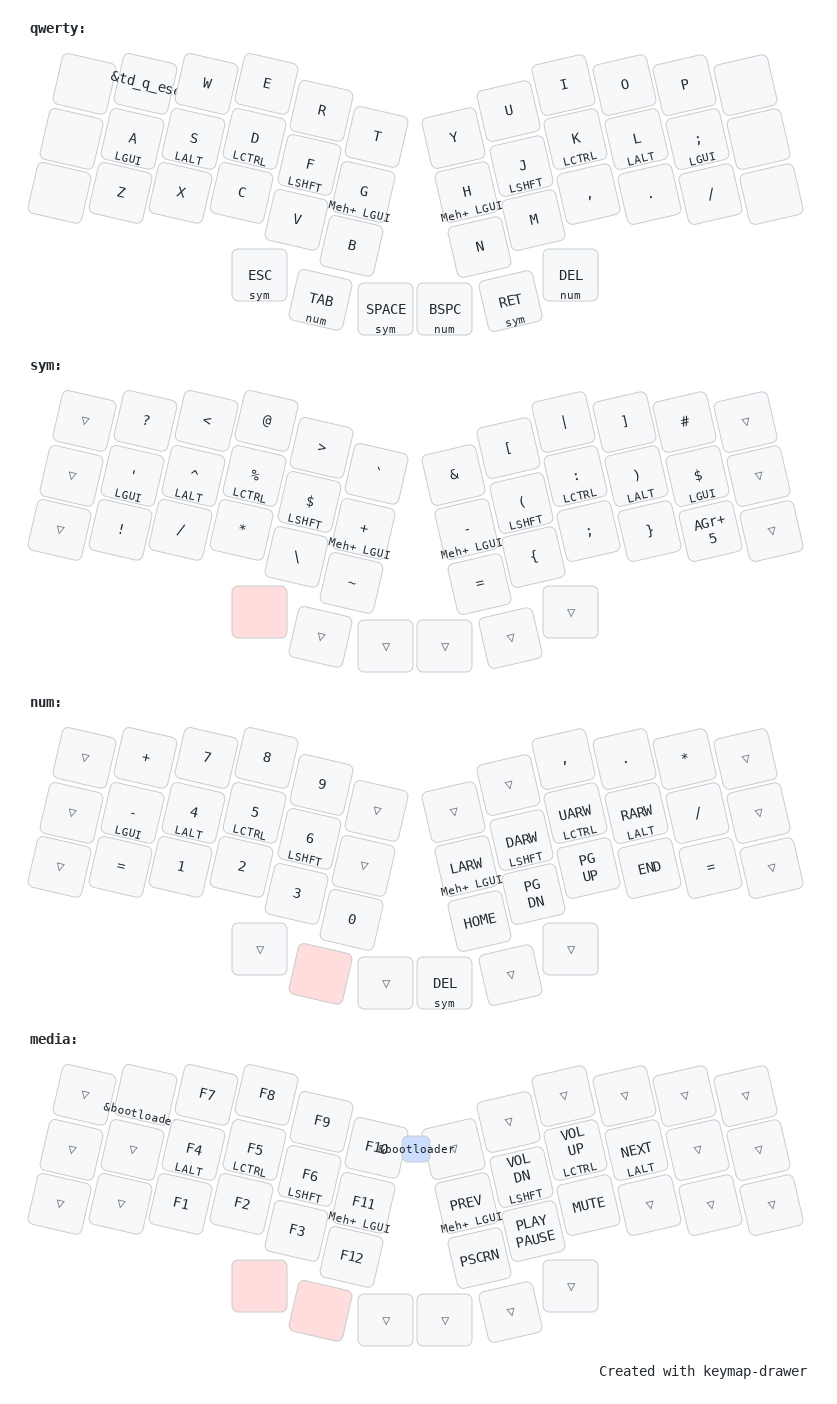 qwerty:
&td_q_esc W E R T Y U I O P
A LGUI S LALT D LCTRL F LSHFT G Meh+ LGUI H Meh+ LGUI J LSHFT K LCTRL L LALT ; LGUI
Z X C V B N M , . /
ESC sym TAB num SPACE sym BSPC num RET sym DEL num
sym:
▽ ? < @ > ` & [ | ] # ▽
▽ ' LGUI ^ LALT % LCTRL $ LSHFT + Meh+ LGUI - Meh+ LGUI ( LSHFT : LCTRL ) LALT $ LGUI ▽
▽ ! / * \ ~ = { ; } AGr+ 5 ▽
▽ ▽ ▽ ▽ ▽
num:
▽ + 7 8 9 ▽ ▽ ▽ , . * ▽
▽ - LGUI 4 LALT 5 LCTRL 6 LSHFT ▽ LARW Meh+ LGUI DARW LSHFT UARW LCTRL RARW LALT / ▽
▽ = 1 2 3 0 HOME PG DN PG UP END = ▽
▽ ▽ DEL sym ▽ ▽
media:
▽ &bootloade F7 F8 F9 F10 &bootloader ▽ ▽ ▽ ▽ ▽ ▽
▽ ▽ F4 LALT F5 LCTRL F6 LSHFT F11 Meh+ LGUI PREV Meh+ LGUI VOL DN LSHFT VOL UP LCTRL NEXT LALT ▽ ▽
▽ ▽ F1 F2 F3 F12 PSCRN PLAY PAUSE MUTE ▽ ▽ ▽
▽ ▽ ▽ ▽
Created with keymap-drawer